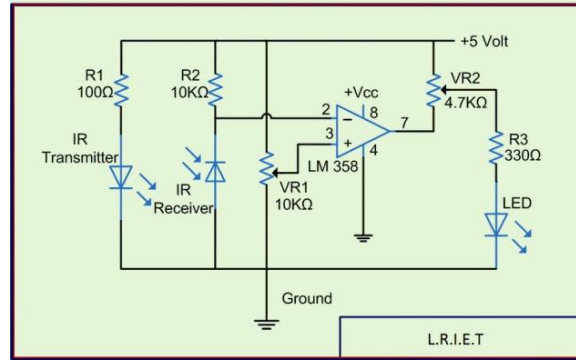 +5 Volt
R1
100Ω
R2
10KΩ
+Vcc
VR2
4.7KΩ
2
8
7
3
4
LM 358
R3
330Ω
IR
Transmitter
IR
Receiver
VR1
10KΩ
LED
Ground
L.R.I.E.T